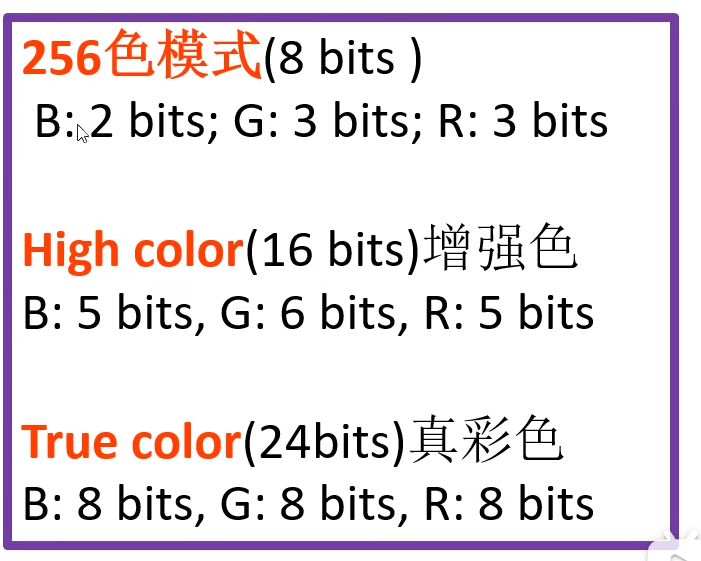 256色模式(8 bits )
B: 2 bits; G: 3 bits; R: 3 bits
High color(16 bits)增强色
B: 5 bits, G: 6 bits, R: 5 bits
True color(24bits)真彩色
B: 8 bits, G: 8 bits, R: 8 bits